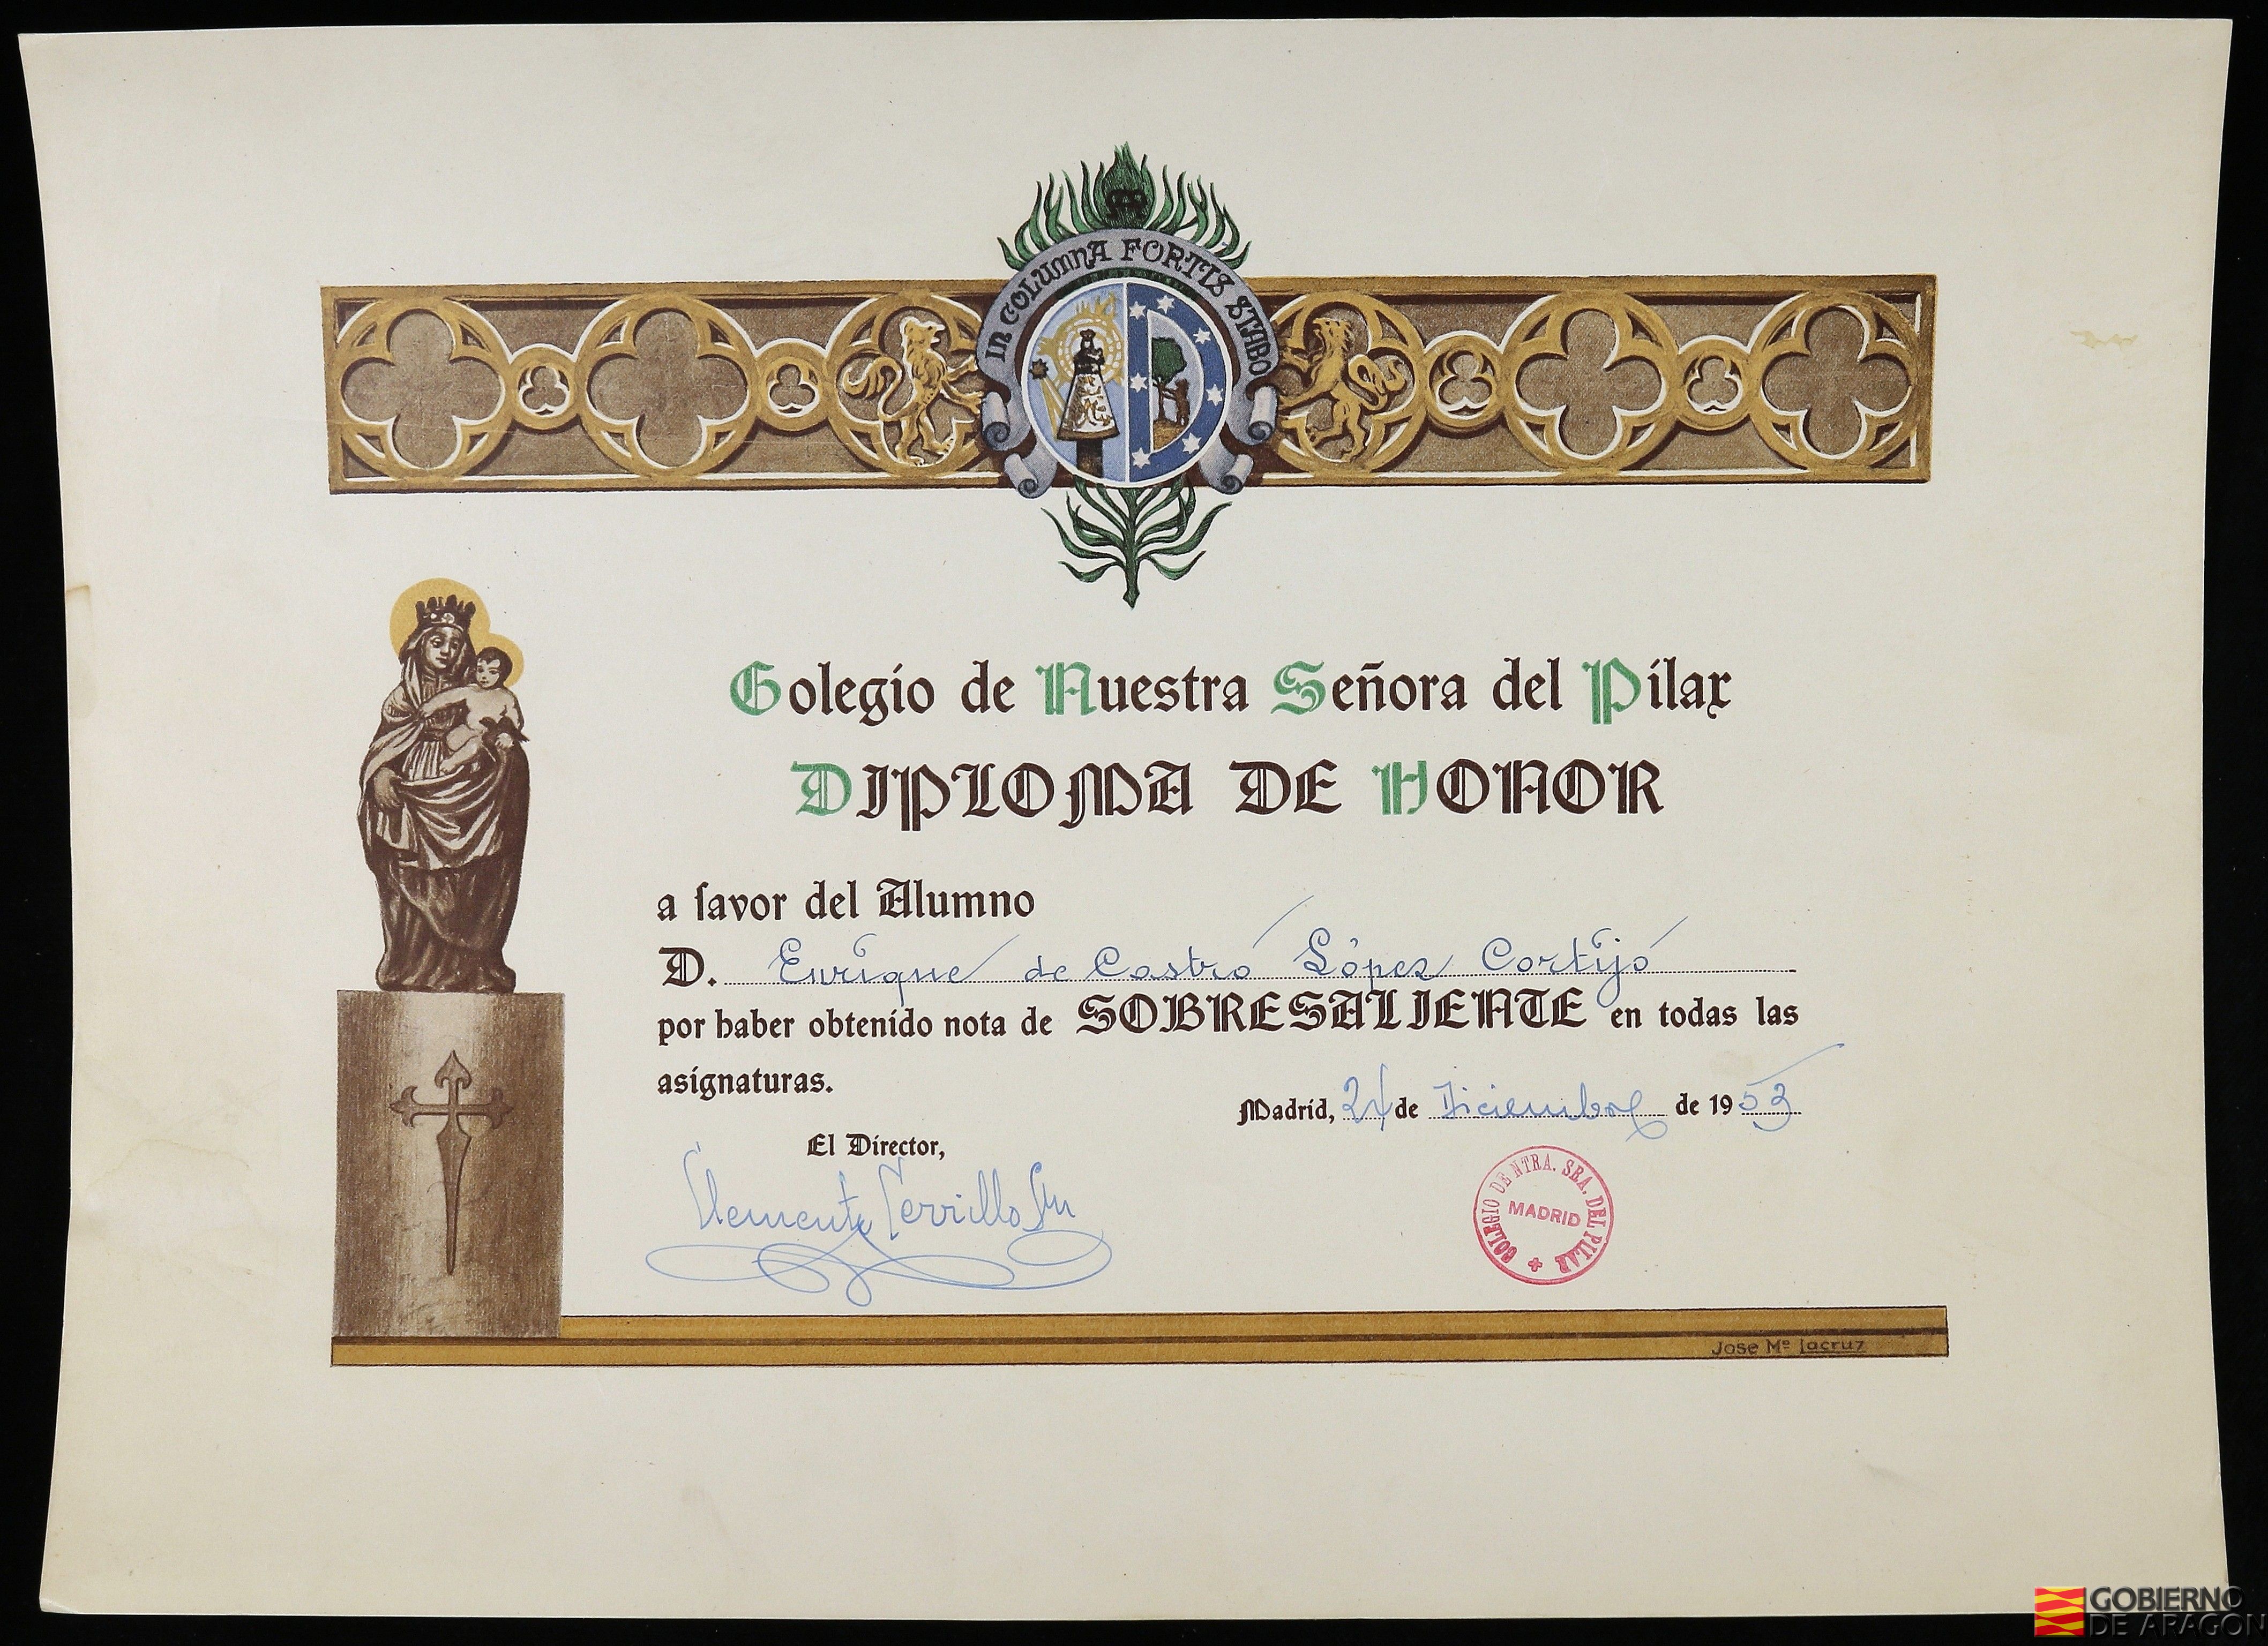 IN COLUMNA FORTIS STABO
Colegio de Nuestra Señora del Pilar
DIPLOMA DE HONOR
a favor del Alumno
D. Enrique de Castro López Cortijo
por haber obtenido nota de SOBRESALIENTE en todas las
asignaturas.
Madrid, de Diciembre de 1953
El Director,
Clemente
COLEGIO DE NTRA. SRA. DEL PILAR
MADRID
Jose Mª Lacruz
GOBIERNO
DE ARAGON